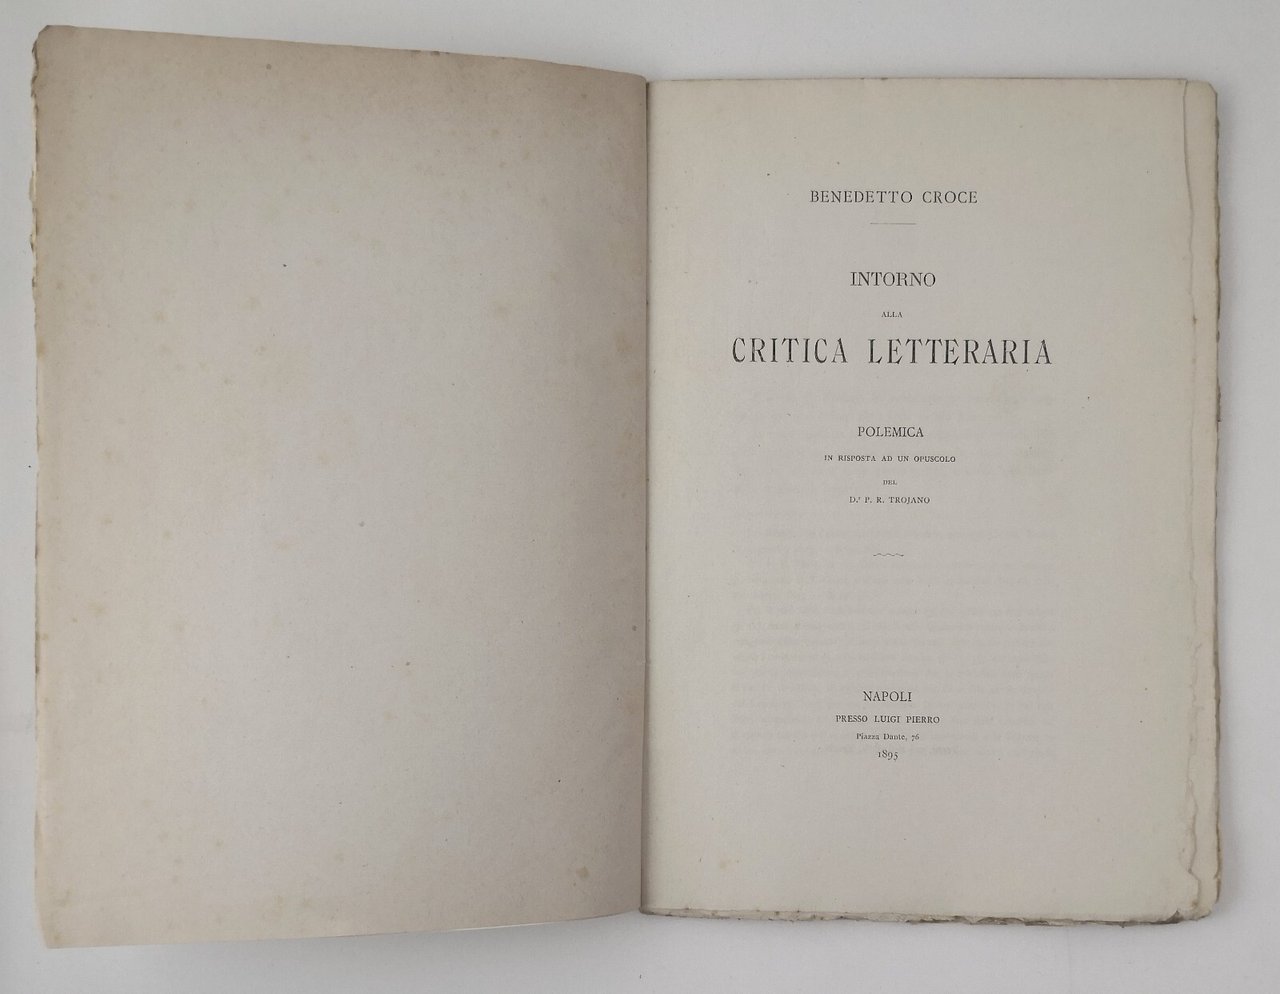 BENEDETTO CROCE
INTORNO
ALLA
CRITICA LETTERARIA
POLEMICA
IN RISPOSTA AD UN OPUSCOLO
DEL
D.r P. R. TROJANO
NAPOLI
PRESSO LUIGI PIERRO
Piazza Dante, 76
1895